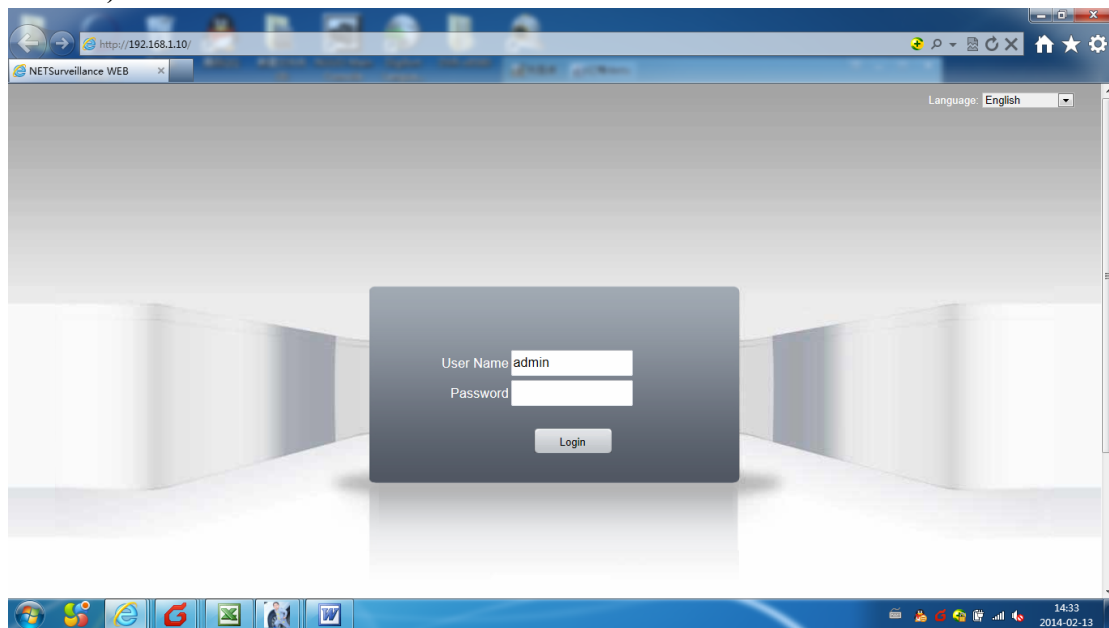 http://192.168.1.10/
NETSurveillance WEB
Language: English
User Name admin
Password
Login
14:33
2014-02-13